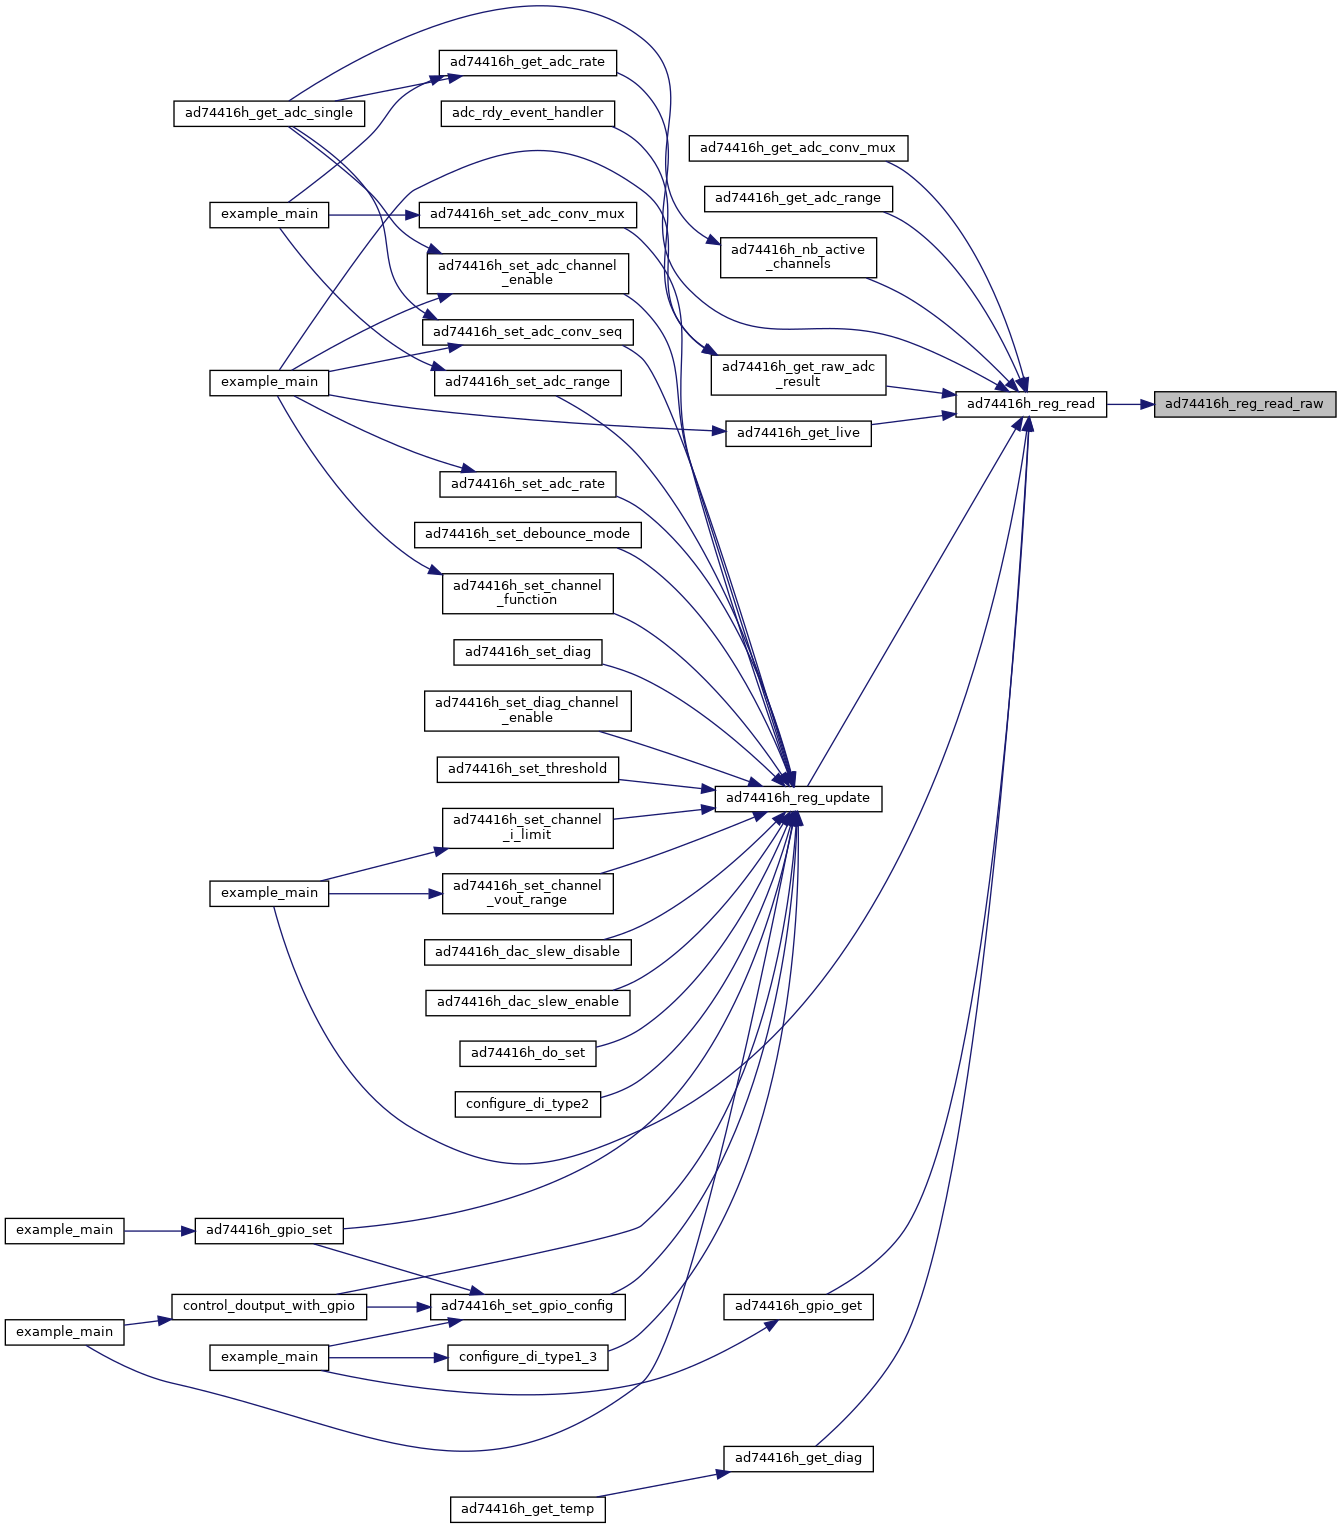 ad74416h_get_adc_rate
ad74416h_get_adc_single
adc_rdy_event_handler
ad74416h_get_adc_conv_mux
ad74416h_get_adc_range
example_main
ad74416h_set_adc_conv_mux
ad74416h_nb_active
_channels
ad74416h_set_adc_channel
_enable
ad74416h_set_adc_conv_seq
ad74416h_get_raw_adc
_result
example_main
ad74416h_set_adc_range
ad74416h_reg_read
ad74416h_reg_read_raw
ad74416h_get_live
ad74416h_set_adc_rate
ad74416h_set_debounce_mode
ad74416h_set_channel
_function
ad74416h_set_diag
ad74416h_set_diag_channel
_enable
ad74416h_set_threshold
ad74416h_reg_update
ad74416h_set_channel
_i_limit
example_main
ad74416h_set_channel
_vout_range
ad74416h_dac_slew_disable
ad74416h_dac_slew_enable
ad74416h_do_set
configure_di_type2
example_main
ad74416h_gpio_set
control_doutput_with_gpio
ad74416h_set_gpio_config
ad74416h_gpio_get
example_main
example_main
configure_di_type1_3
ad74416h_get_diag
ad74416h_get_temp